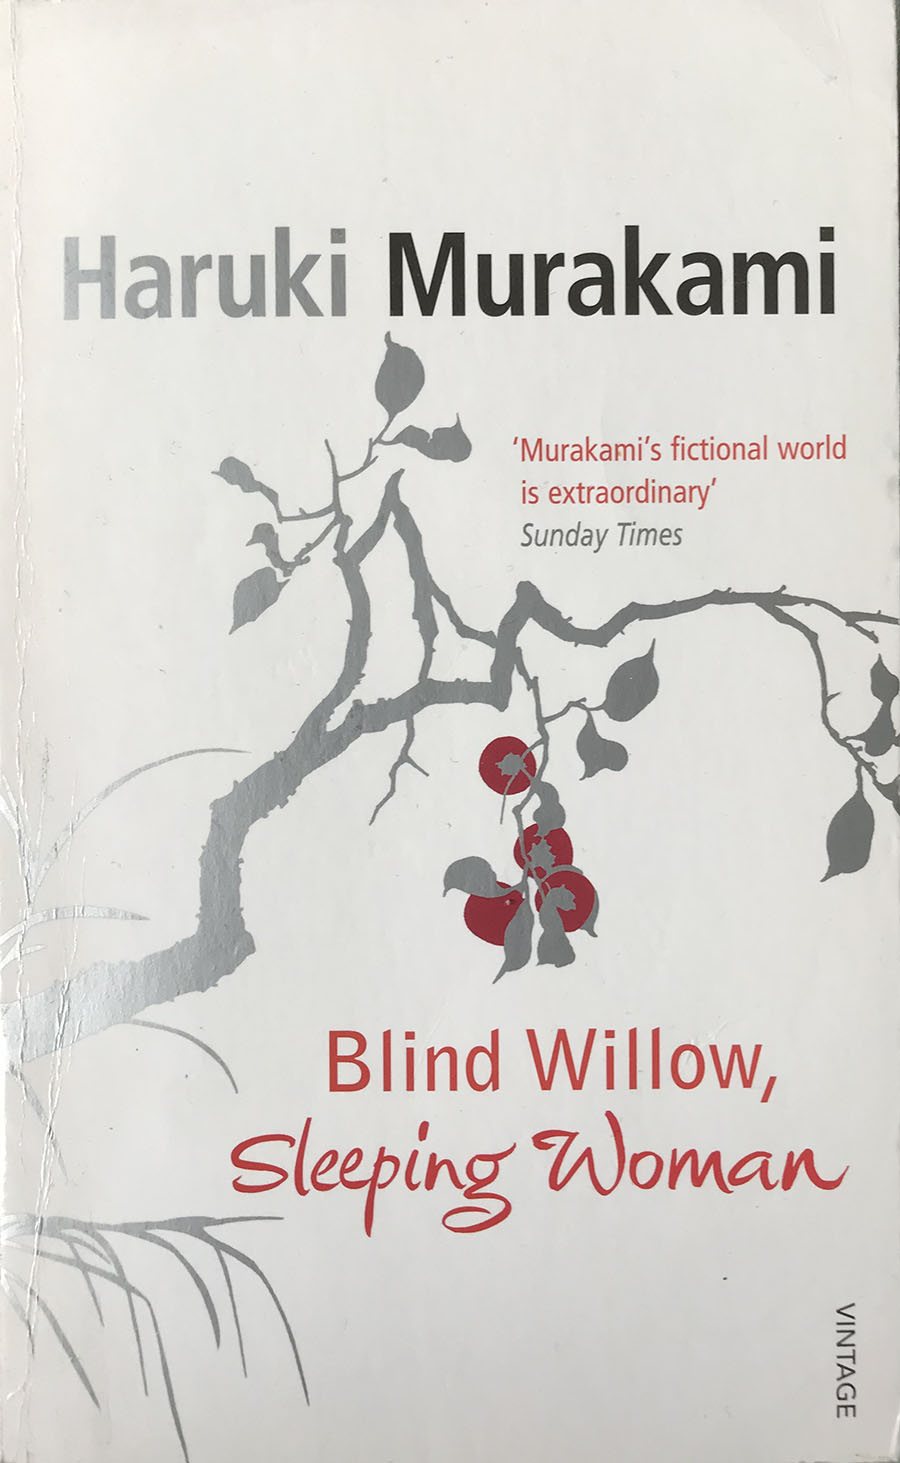 Haruki Murakami
‘Murakami’s fictional world
is extraordinary’
Sunday Times
Blind Willow,
Sleeping Woman
VINTAGE